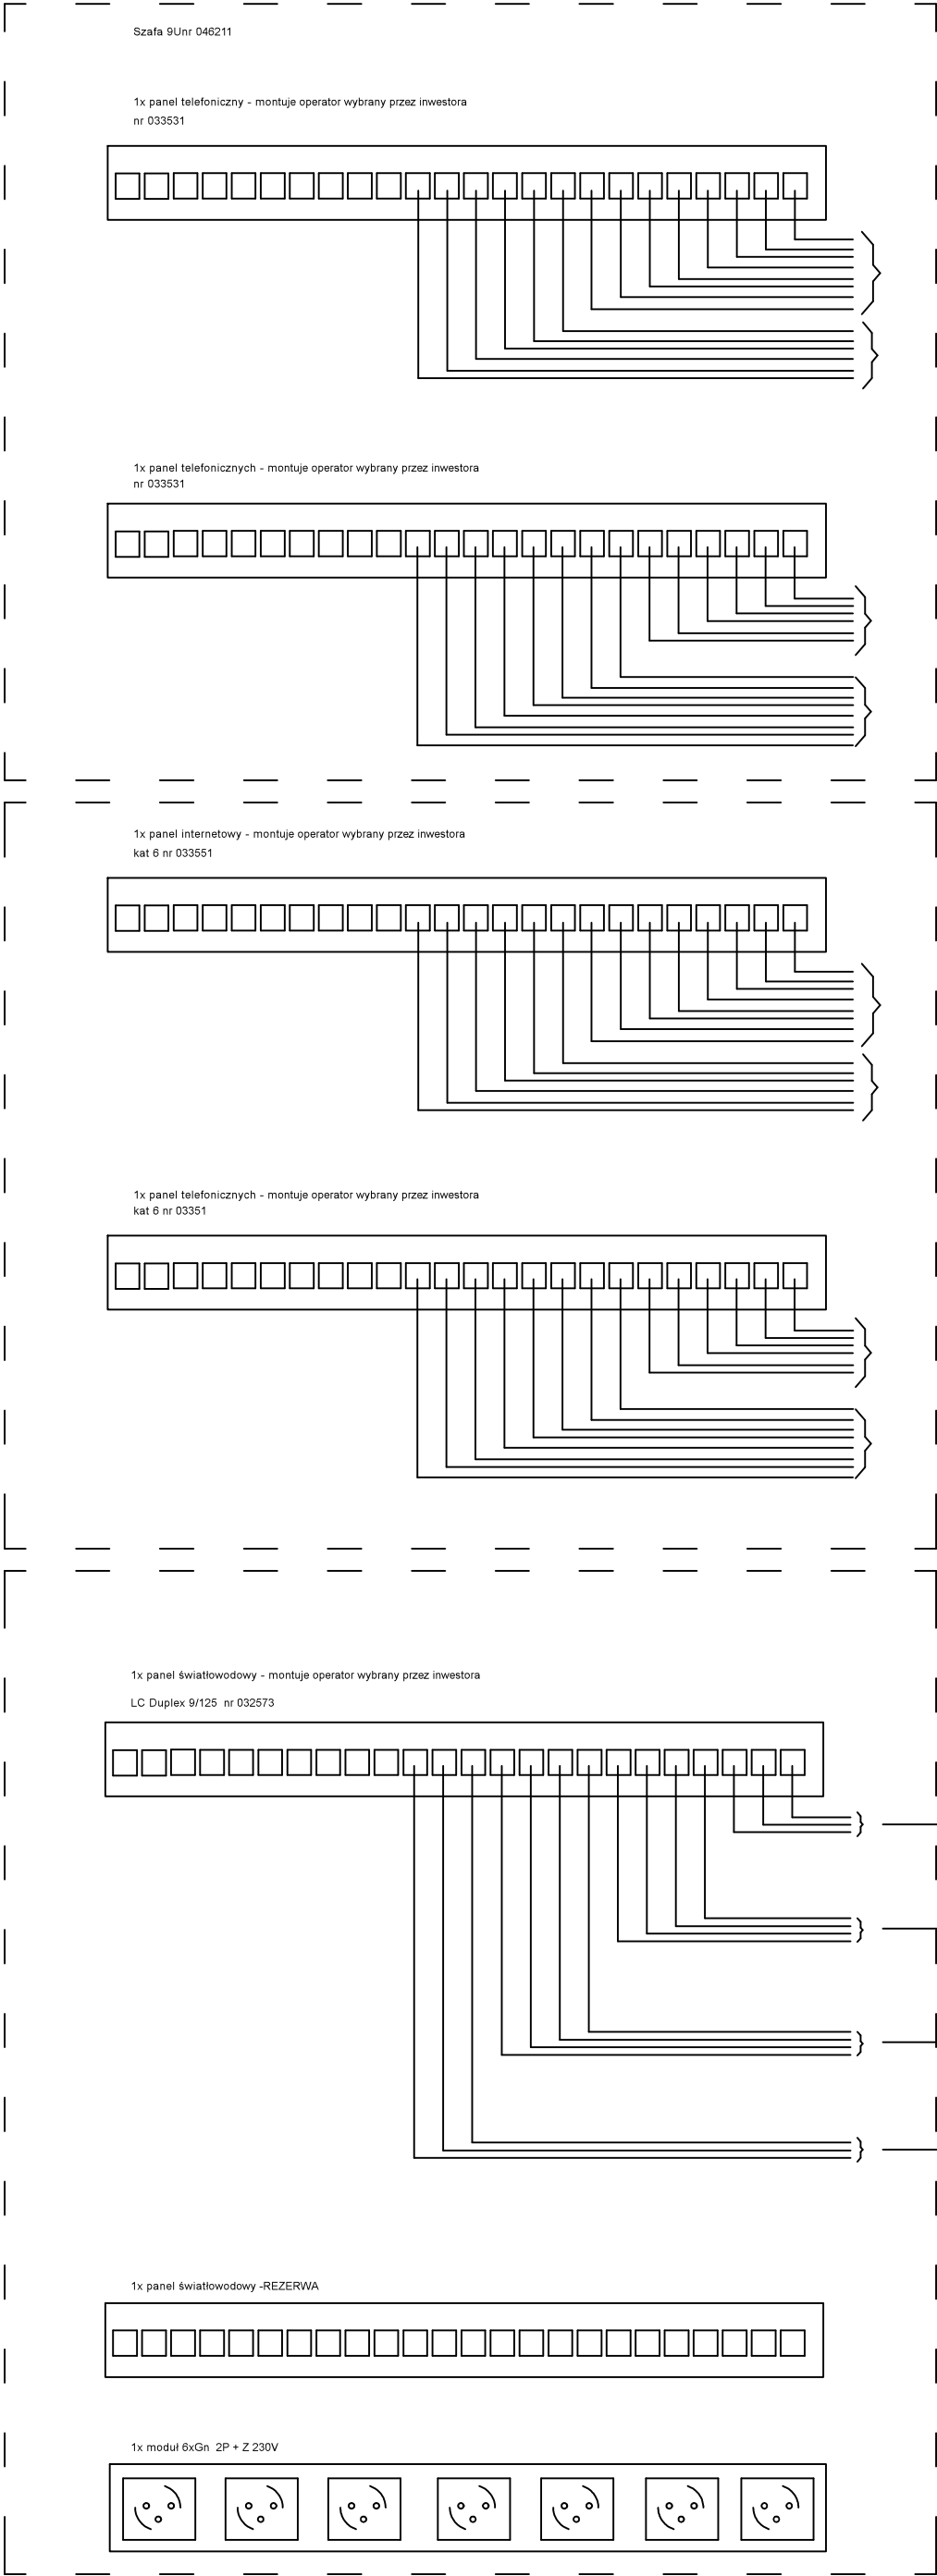 Szafa 9Unr 046211
1x panel telefoniczny - montuje operator wybrany przez inwestora
nr 033531
1x panel telefonicznych - montuje operator wybrany przez inwestora
nr 033531
1x panel internetowy - montuje operator wybrany przez inwestora
kat 6 nr 033551
1x panel telefonicznych - montuje operator wybrany przez inwestora
kat 6 nr 03351
1x panel światłowodowy - montuje operator wybrany przez inwestora
LC Duplex 9/125 nr 032573
1x panel światłowodowy -REZERWA
1x moduł 6xGn 2P + Z 230V